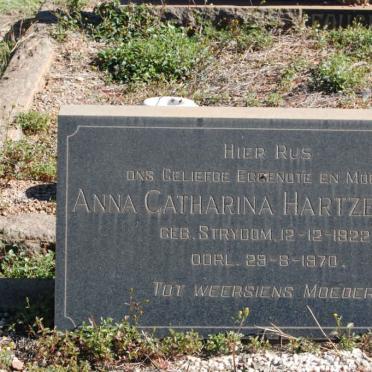 HIER RUS
ONS GELIEFDE EGGENOTE EN MO
ANNA CATHARINA HARTZE
GEB. STRYDOM, 12-12-1922
OORL. 29-8-1970.
TOT WEERSIENS MOEDER